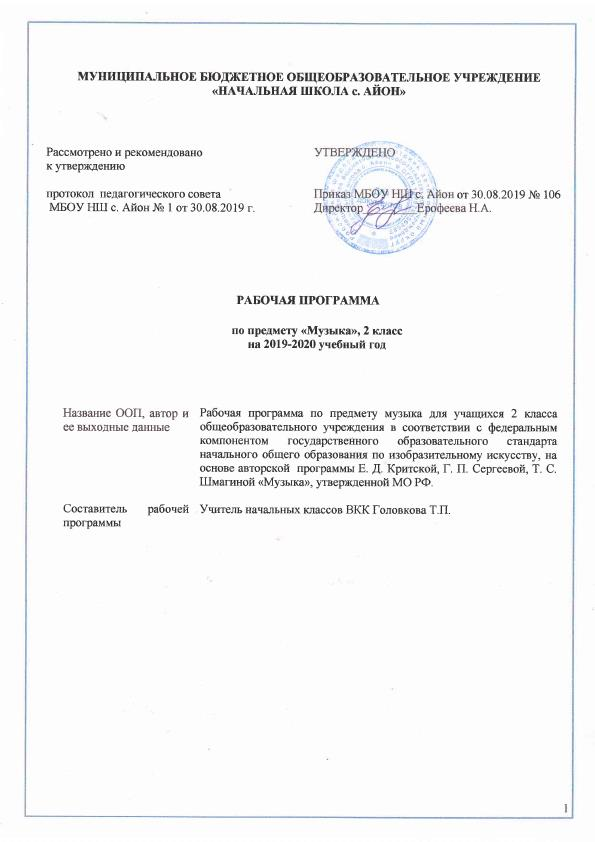 МУНИЦИПАЛЬНОЕ БЮДЖЕТНОЕ ОБЩЕОБРАЗОВАТЕЛЬНОЕ УЧРЕЖДЕНИЕ
«НАЧАЛЬНАЯ ШКОЛА с. АЙОН»
Рассмотрено и рекомендовано
к утверждению
протокол педагогического совета
МБОУ НШ с. Айон № 1 от 30.08.2019 г.
УТВЕРЖДЕНО
Приказ МБОУ НШ с. Айон от 30.08.2019 № 106
Директор Ерофеева Н.А.
РАБОЧАЯ ПРОГРАММА
по предмету «Музыка», 2 класс
на 2019-2020 учебный год
Название ООП, автор и
ее выходные данные
Рабочая программа по предмету музыка для учащихся 2 класса
общеобразовательного учреждения в соответствии с федеральным
компонентом государственного образовательного стандарта
начального общего образования по изобразительному искусству, на
основе авторской программы Е. Д. Критской, Г. П. Сергеевой, Т. С.
Шмагиной «Музыка», утвержденной МО РФ.
Составитель рабочей
программы
Учитель начальных классов ВКК Головкова Т.П.
1